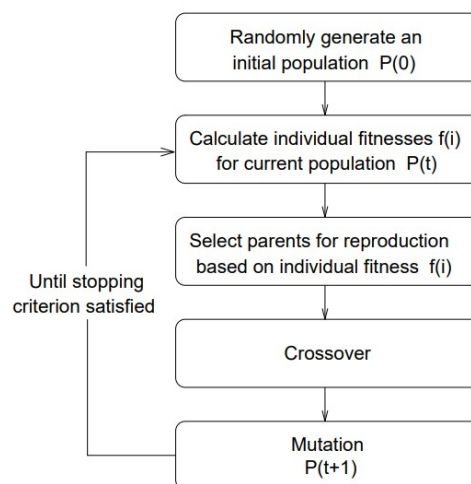 Randomly generate an
initial population P(0)
Calculate individual fitnesses f(i)
for current population P(t)
Select parents for reproduction
based on individual fitness f(i)
Until stopping
criterion satisfied
Crossover
Mutation
P(t+1)